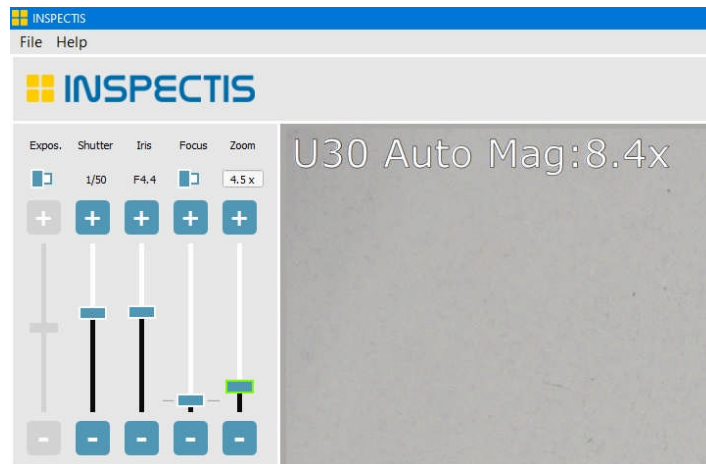 INSPECTIS
File Help
INSPECTIS
Expos. Shutter Iris Focus Zoom
1/50 F4.4 4.5 x
+ + + + +
- - - - -
U30 Auto Mag:8.4x